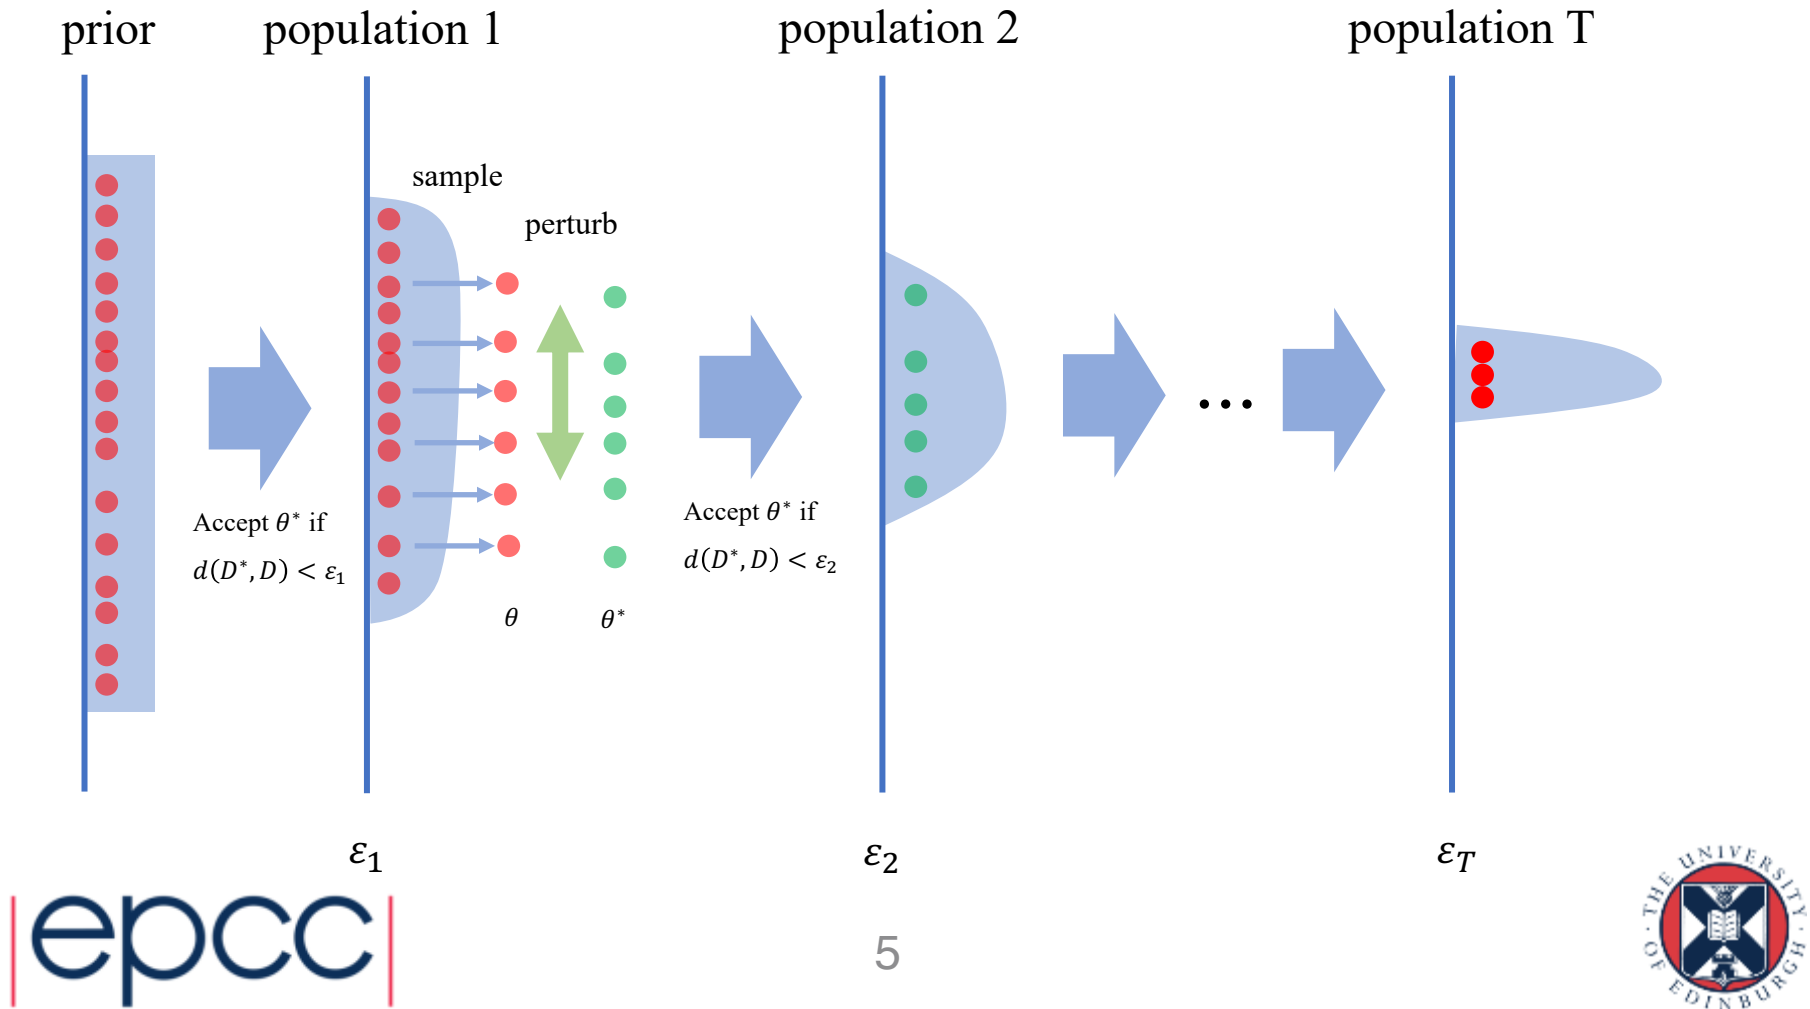 prior
population 1
population 2
population T
sample
perturb
Accept θ* if
d(D*, D) < ε₁
θ
θ*
Accept θ* if
d(D*, D) < ε₂
...
ε₁
ε₂
ε_T
epcc
5
THE UNIVERSITY OF EDINBURGH